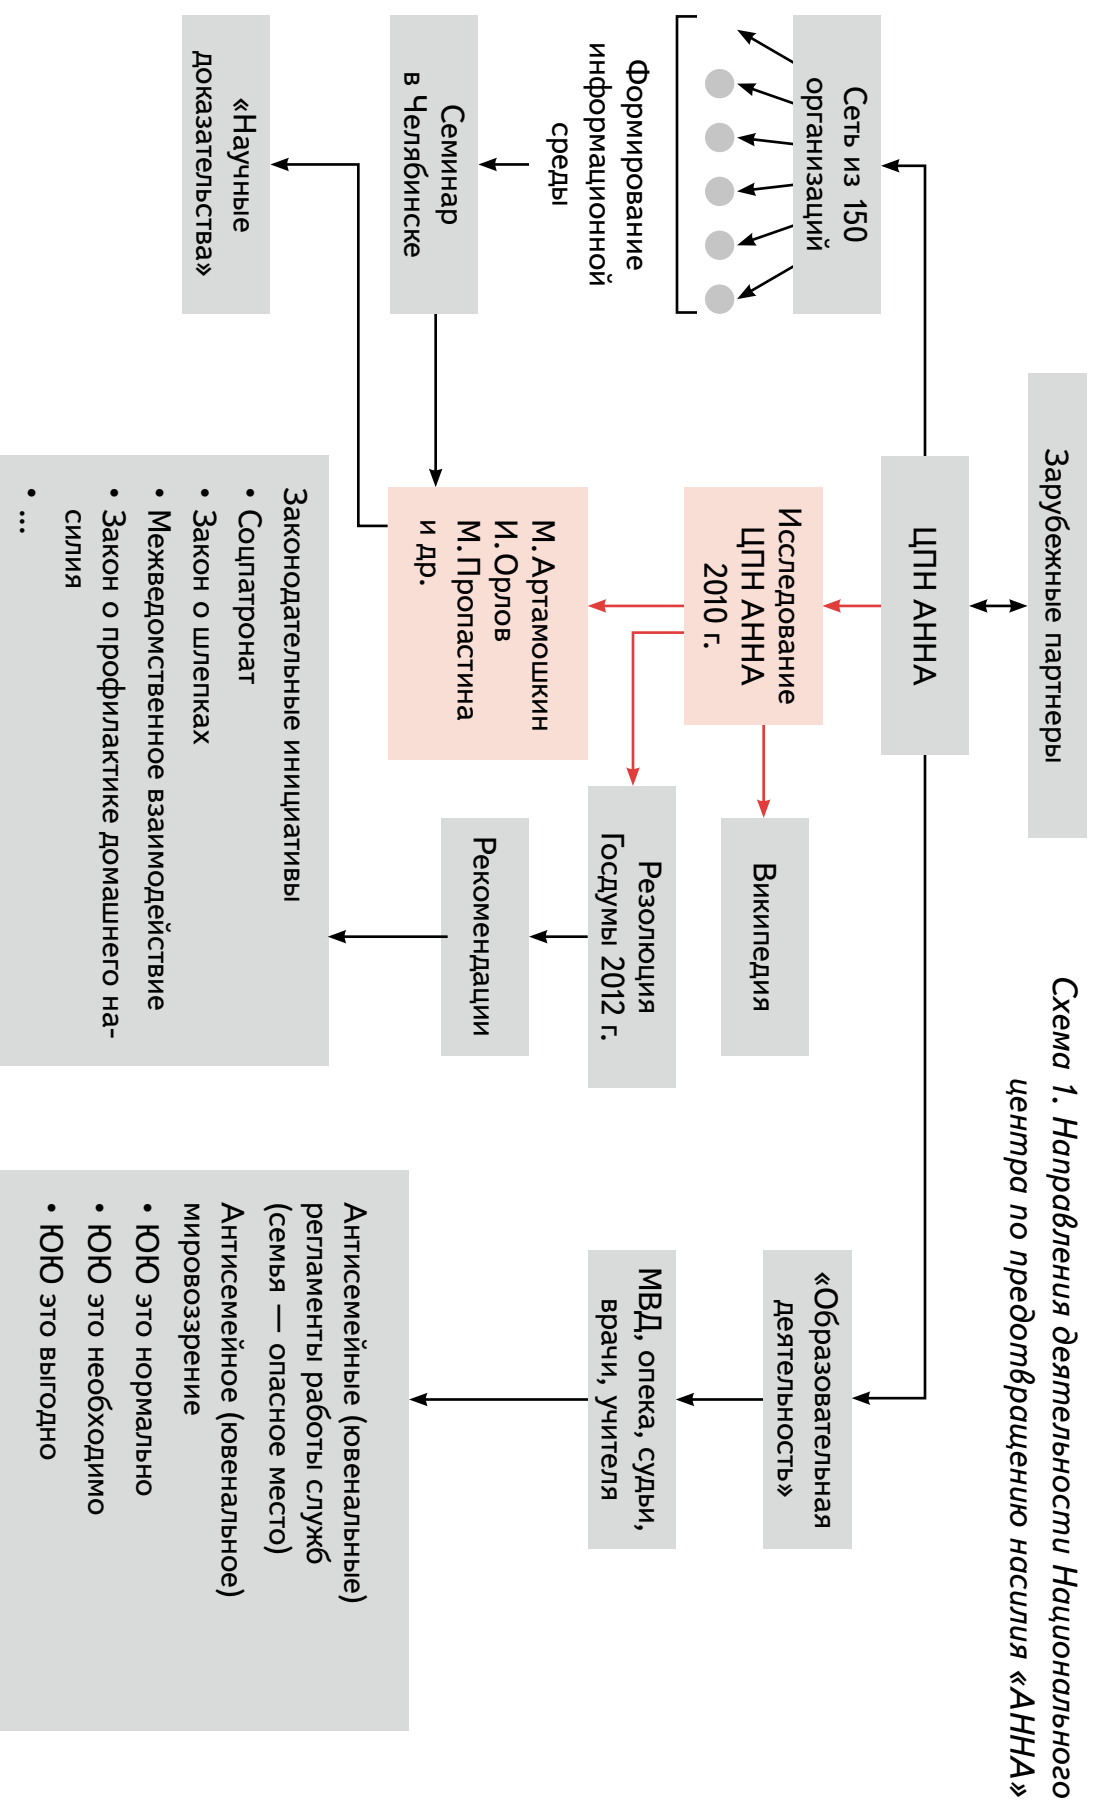 Схема 1. Направления деятельности Национального
центра по предотвращению насилия «АННА»
Зарубежные партнеры
ЦПН АННА
Сеть из 150
организаций
Формирование
информационной
среды
Семинар
в Челябинске
«Научные
доказательства»
Исследование
ЦПН АННА
2010 г.
М. Артамошкин
И. Орлов
М. Пропастина
и др.
Википедия
Резолюция
Госдумы 2012 г.
Рекомендации
Законодательные инициативы
• Соцпатронат
• Закон о шлепках
• Межведомственное взаимодействие
• Закон о профилактике домашнего на-
силия
• ...
«Образовательная
деятельность»
МВД, опека, судьи,
врачи, учителя
Антисемейные (ювенальные)
регламенты работы служб
(семья — опасное место)
Антисемейное (ювенальное)
мировоззрение
• ЮЮ это нормально
• ЮЮ это необходимо
• ЮЮ это выгодно